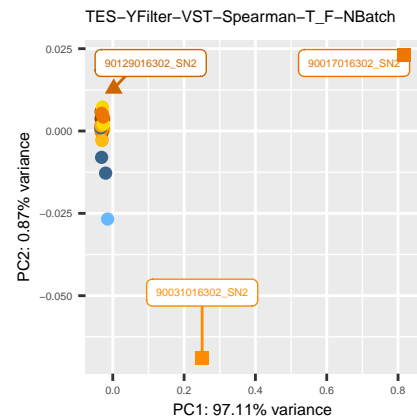 TES−YFilter−VST−Spearman−T_F−NBatch
0.025
90129016302_SN2
90017016302_SN2
0.000
PC2: 0.87% variance
−0.025
−0.050
90031016302_SN2
0.0
0.2
0.4
0.6
0.8
PC1: 97.11% variance